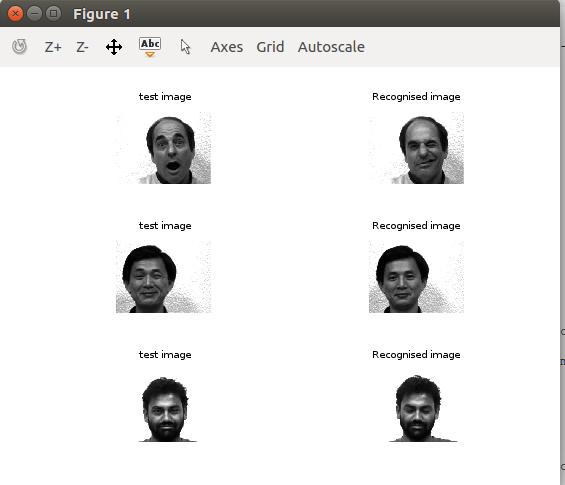 Figure 1
Z+ Z- Abc Axes Grid Autoscale
test image Recognised image
test image Recognised image
test image Recognised image